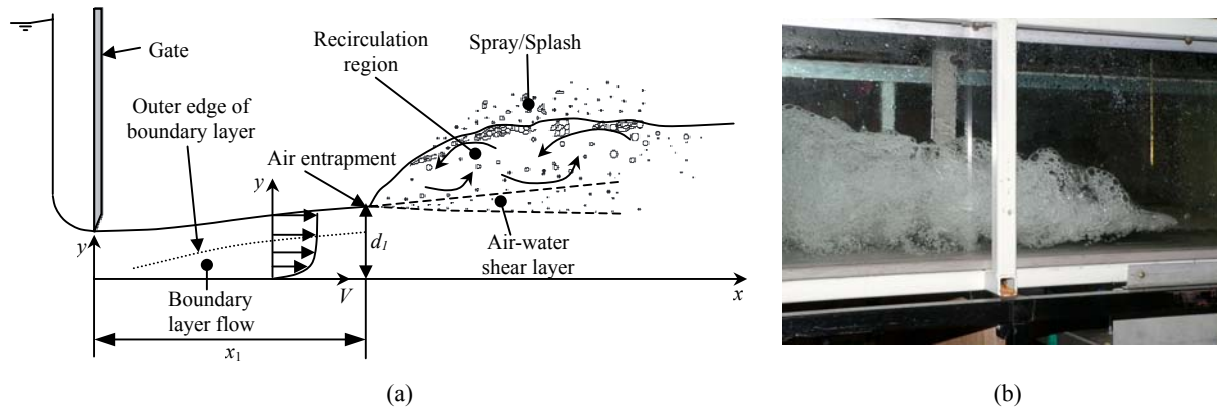 Gate
Outer edge of
boundary layer
Air entrapment
Recirculation
region
Spray/Splash
y
y
d1
V
x
Air-water
shear layer
Boundary
layer flow
x1
(a)
(b)